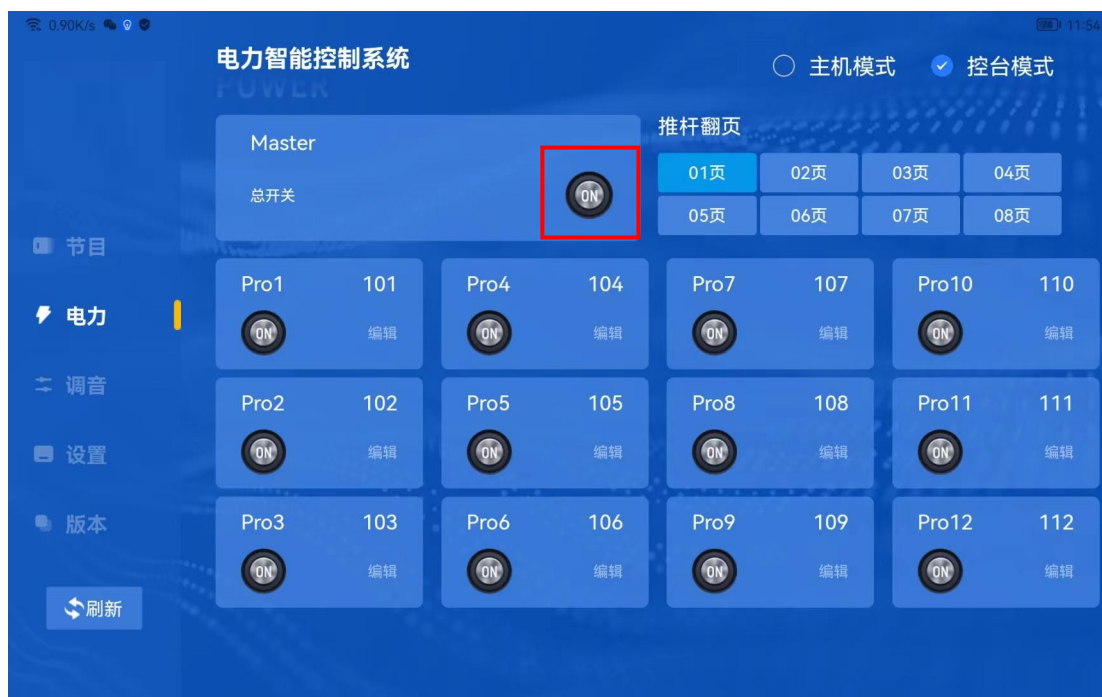 0.90K/s
11:54
电力智能控制系统
POWER
主机模式
控台模式
Master
总开关
ON
推杆翻页
01页
02页
03页
04页
05页
06页
07页
08页
节目
电力
调音
设置
版本
刷新
Pro1 101
ON 编辑
Pro4 104
ON 编辑
Pro7 107
ON 编辑
Pro10 110
ON 编辑
Pro2 102
ON 编辑
Pro5 105
ON 编辑
Pro8 108
ON 编辑
Pro11 111
ON 编辑
Pro3 103
ON 编辑
Pro6 106
ON 编辑
Pro9 109
ON 编辑
Pro12 112
ON 编辑